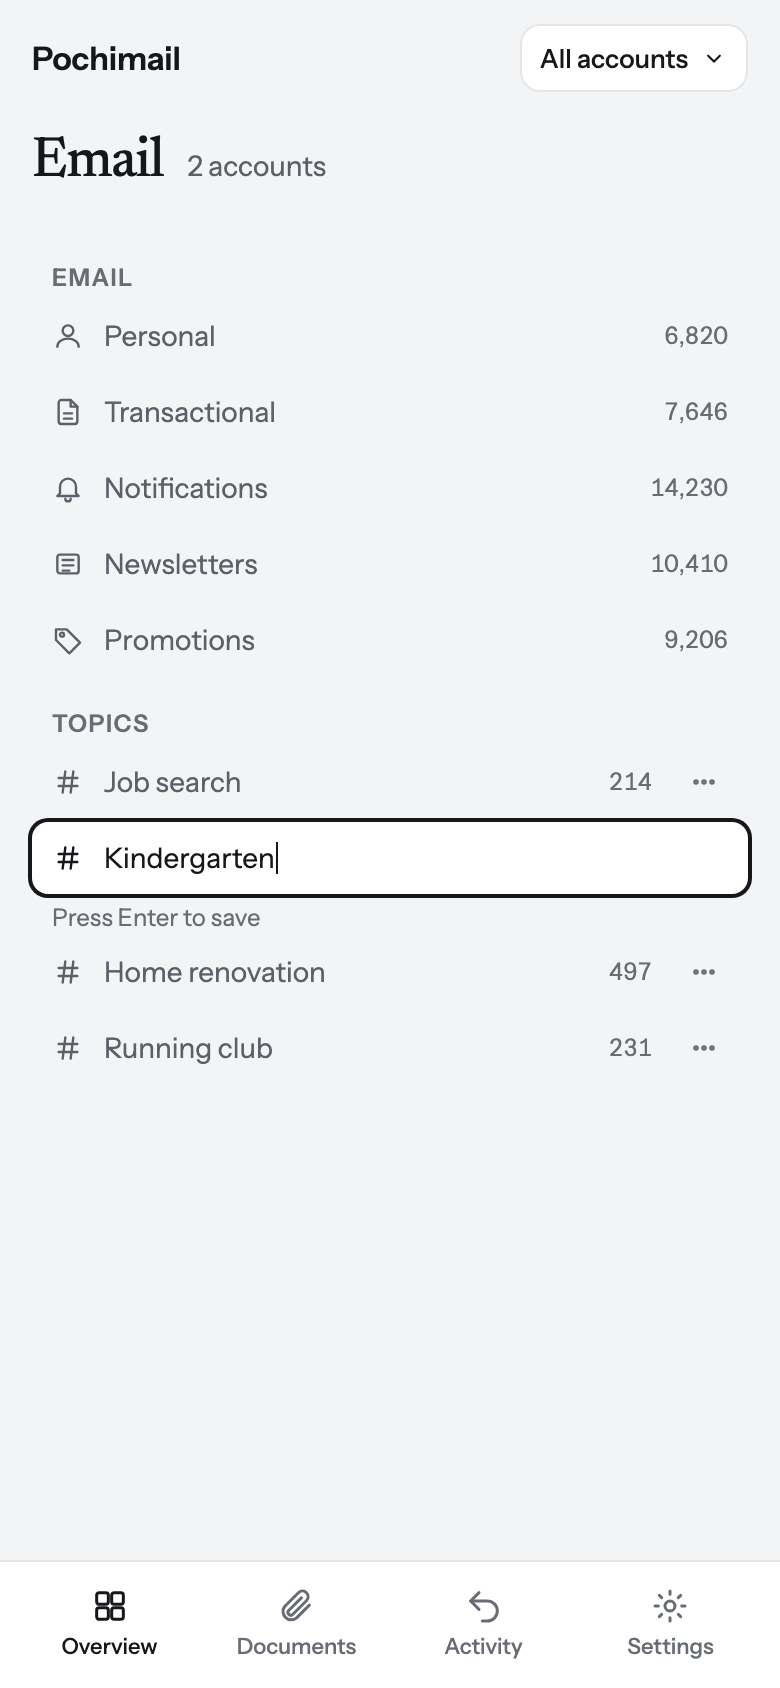 Pochimail
All accounts
Email 2 accounts
EMAIL
Personal 6,820
Transactional 7,646
Notifications 14,230
Newsletters 10,410
Promotions 9,206
TOPICS
# Job search 214 •••
# Kindergarten
Press Enter to save
# Home renovation 497 •••
# Running club 231 •••
Overview Documents Activity Settings